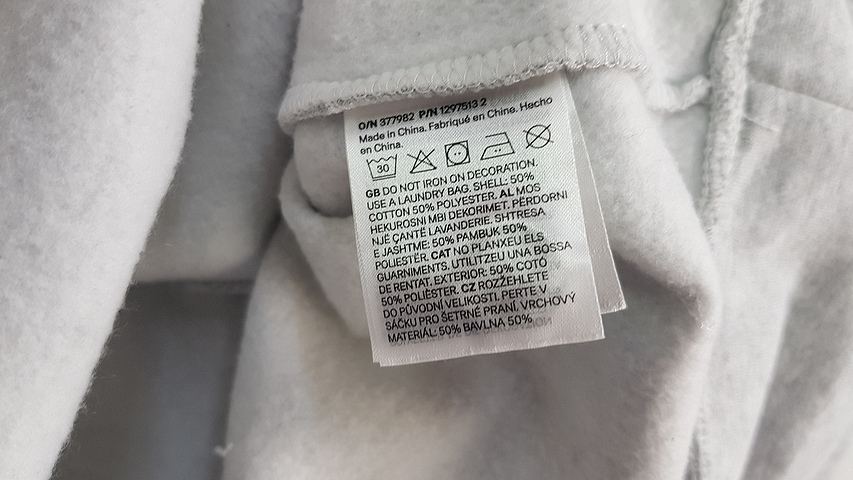 O/N 377982 P/N 1297513 2
Made in China. Fabriqué en Chine. Hecho
en China.
30
GB DO NOT IRON ON DECORATION.
USE A LAUNDRY BAG. SHELL: 50%
COTTON 50% POLYESTER. AL MOS
HEKUROSNI MBI DEKORIMET. PËRDORNI
NJË ÇANTË LAVANDERIE. SHTRESA
E JASHTME: 50% PAMBUK 50%
POLIESTËR. CAT NO PLANXEU ELS
GUARNIMENTS. UTILITZEU UNA BOSSA
DE RENTAT. EXTERIOR: 50% COTÓ
50% POLIÈSTER. CZ ROZŽEHLETE
DO PŮVODNÍ VELIKOSTI. PERTE V
SÁČKU PRO ŠETRNÉ PRANÍ. VRCHOVÝ
MATERIÁL: 50% BAVLNA 50%